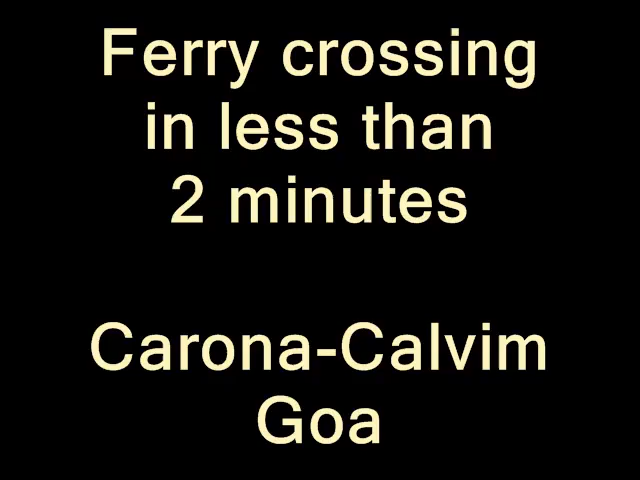 Ferry crossing
in less than
2 minutes
Carona-Calvim
Goa